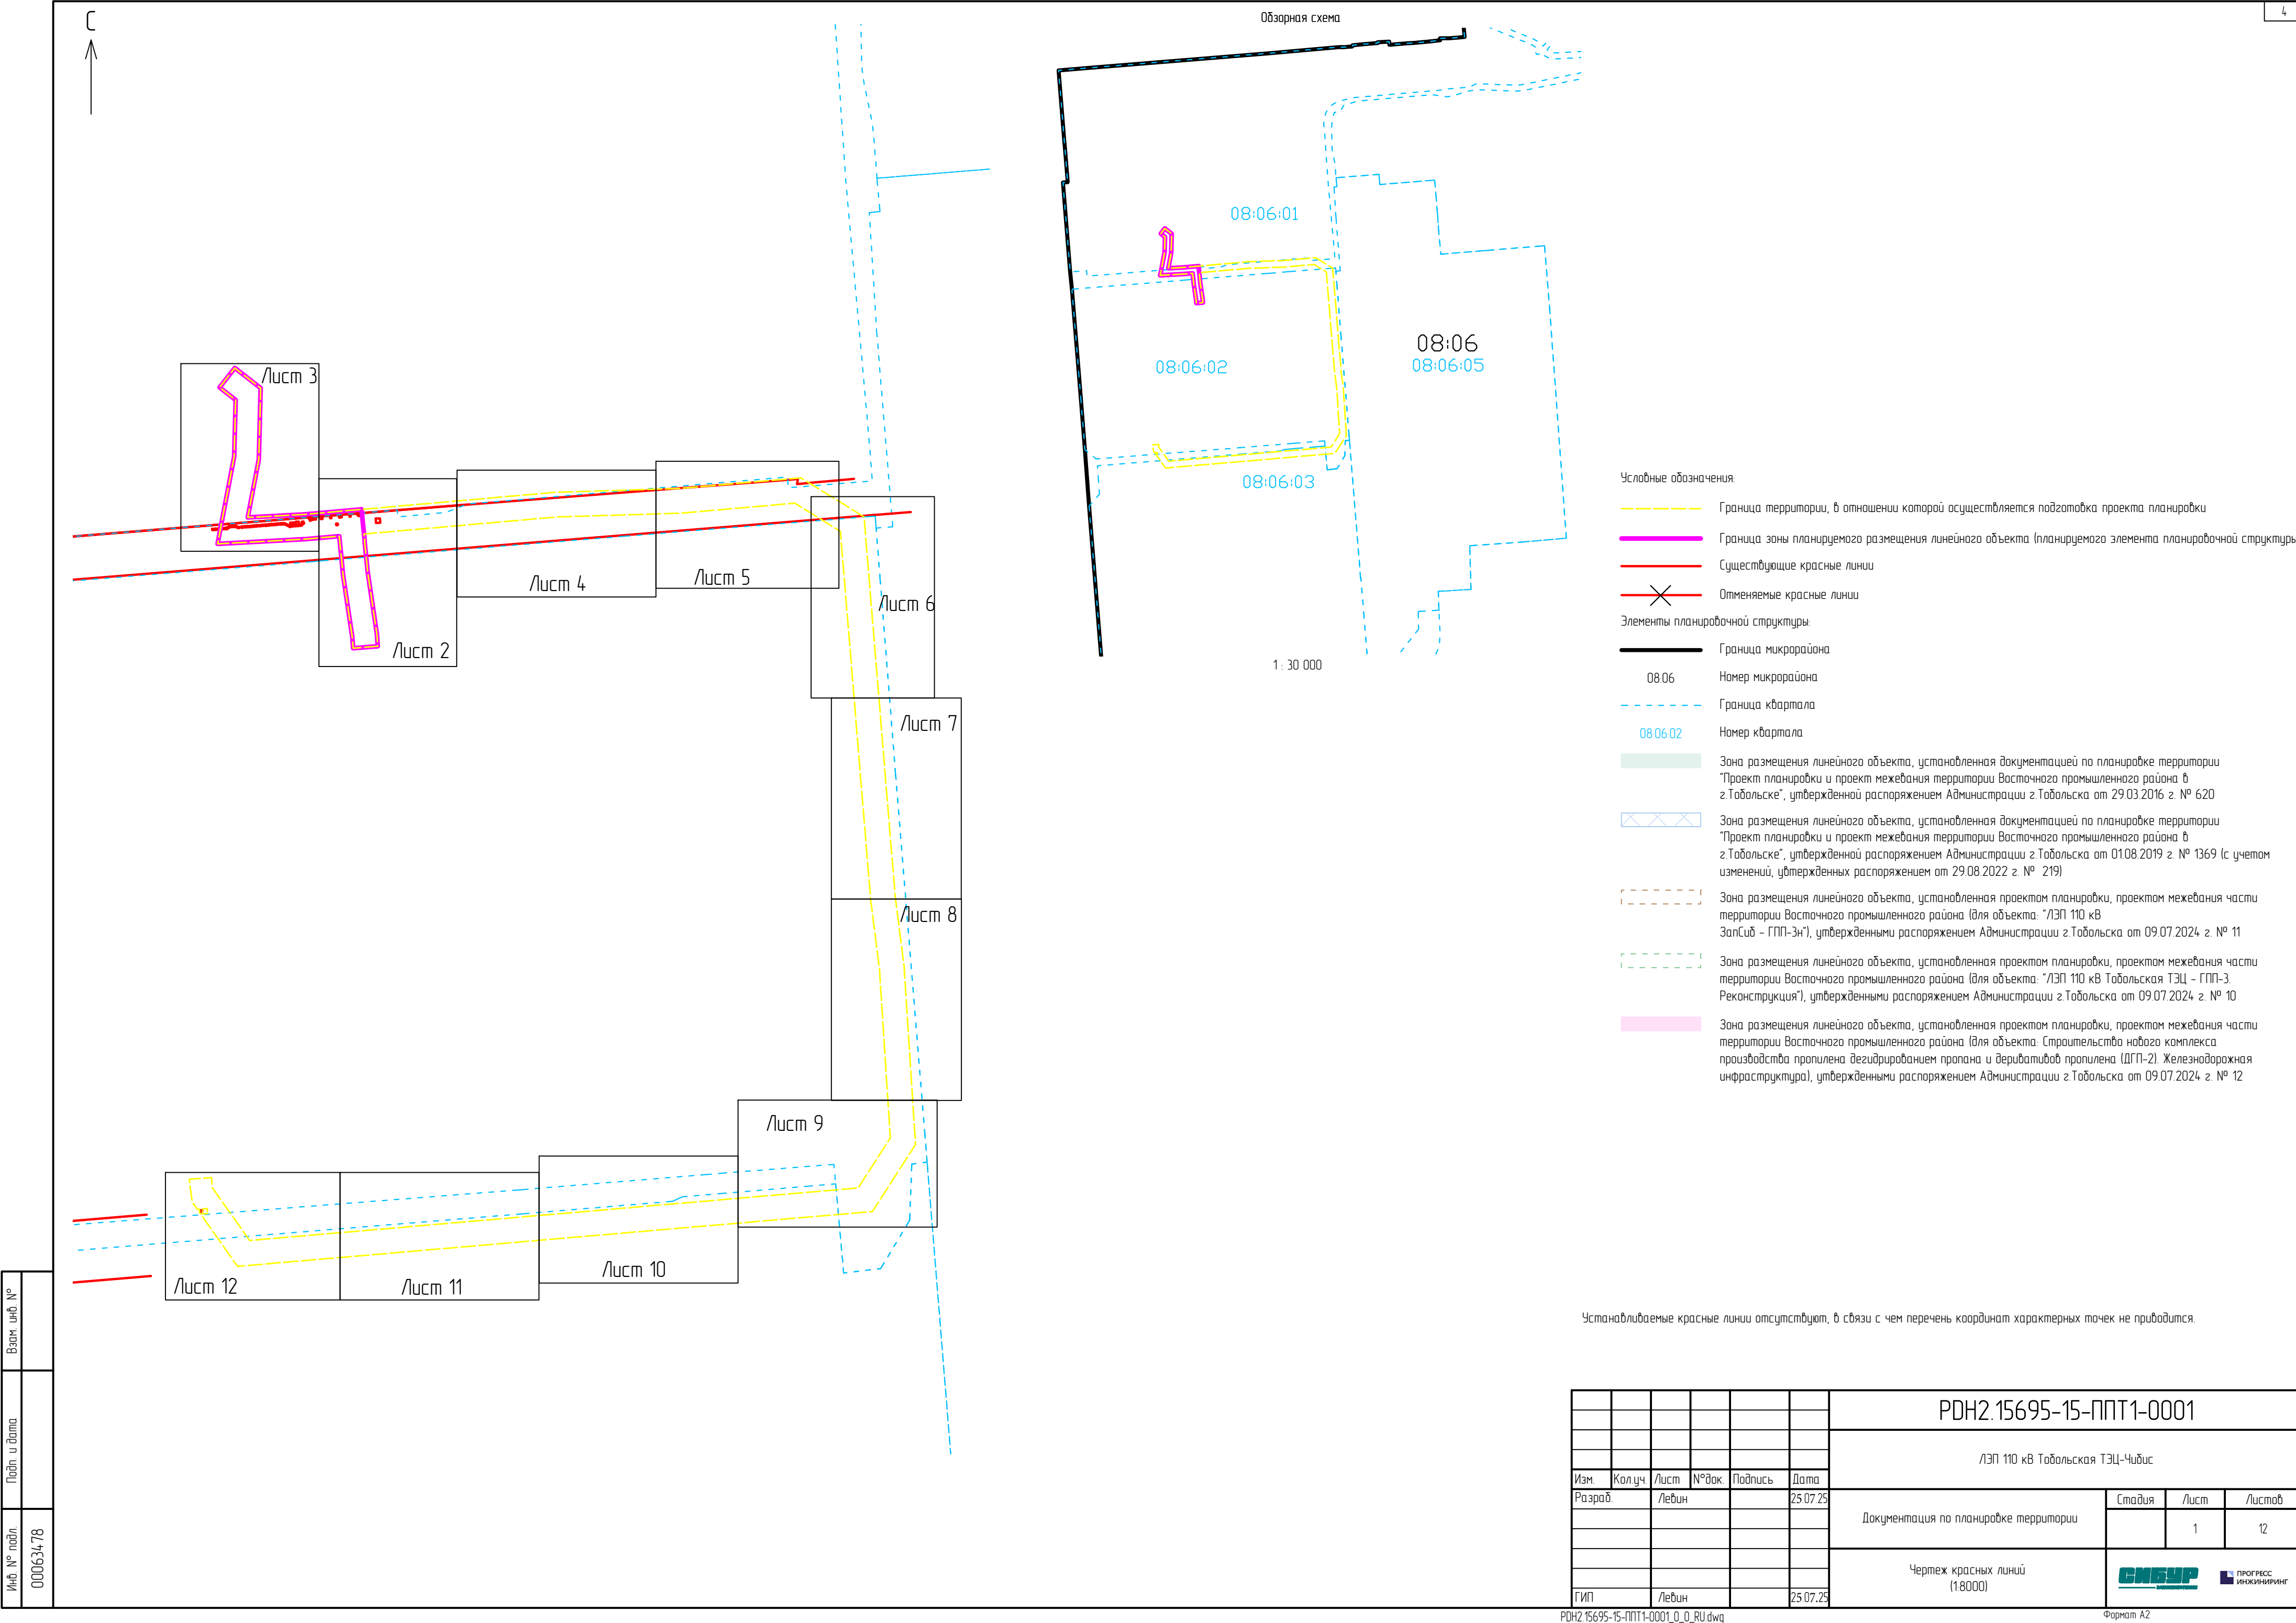 4
С
Обзорная схема
08:06:01
08:06
08:06:05
08:06:02
08:06:03
1 : 30 000
Лист 3
Лист 2
Лист 4
Лист 5
Лист 6
Лист 7
Лист 8
Лист 9
Лист 10
Лист 11
Лист 12
Условные обозначения:
Граница территории, в отношении которой осуществляется подготовка проекта планировки
Граница зоны планируемого размещения линейного объекта (планируемого элемента планировочной структуры
Существующие красные линии
Отменяемые красные линии
Элементы планировочной структуры:
Граница микрорайона
08:06
Номер микрорайона
Граница квартала
08:06:02
Номер квартала
Зона размещения линейного объекта, установленная документацией по планировке территории
"Проект планировки и проект межевания территории Восточного промышленного района в
г.Тобольске", утвержденной распоряжением Администрации г.Тобольска от 29.03.2016 г. № 620
Зона размещения линейного объекта, установленная документацией по планировке территории
"Проект планировки и проект межевания территории Восточного промышленного района в
г.Тобольске", утвержденной распоряжением Администрации г.Тобольска от 01.08.2019 г. № 1369 (с учетом
изменений, увтержденных распоряжением от 29.08.2022 г. № 219)
Зона размещения линейного объекта, установленная проектом планировки, проектом межевания части
территории Восточного промышленного района (для объекта: "ЛЭП 110 кВ
ЗапСиб - ГПП-3н"), утвержденными распоряжением Администрации г.Тобольска от 09.07.2024 г. № 11
Зона размещения линейного объекта, установленная проектом планировки, проектом межевания части
территории Восточного промышленного района (для объекта: "ЛЭП 110 кВ Тобольская ТЭЦ - ГПП-3.
Реконструкция"), утвержденными распоряжением Администрации г.Тобольска от 09.07.2024 г. № 10
Зона размещения линейного объекта, установленная проектом планировки, проектом межевания части
территории Восточного промышленного района (для объекта: Строительство нового комплекса
производства пропилена дегидрированием пропана и деривативов пропилена (ДГП-2). Железнодорожная
инфраструктура), утвержденными распоряжением Администрации г.Тобольска от 09.07.2024 г. № 12
Устанавливаемые красные линии отсутствуют, в связи с чем перечень координат характерных точек не приводится.
Взам. инв. №
Подп. и дата
Инв. № подл.
00063478
PDH2.15695-15-ППТ1-0001
ЛЭП 110 кВ Тобольская ТЭЦ-Чибис
Изм. Кол.уч. Лист №док. Подпись Дата
Разраб. Левин 25.07.25
Документация по планировке территории
Стадия Лист Листов
1 12
Чертеж красных линий
(1:8000)
СИБУР
ПРОГРЕСС
ИНЖИНИРИНГ
ГИП Левин 25.07.25
PDH2.15695-15-ППТ1-0001_0_0_RU.dwg
Формат А2